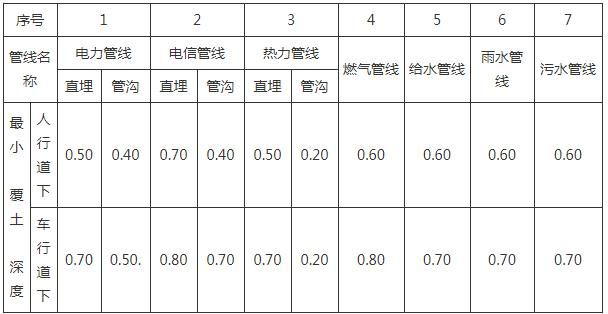 序号 1 2 3 4 5 6 7
管线名称 电力管线 电信管线 热力管线 燃气管线 给水管线 雨水管线 污水管线
直埋 管沟 直埋 管沟 直埋 管沟
最小覆土深度 人行道下 0.50 0.40 0.70 0.40 0.50 0.20 0.60 0.60 0.60 0.60
车行道下 0.70 0.50. 0.80 0.70 0.70 0.20 0.80 0.70 0.70 0.70